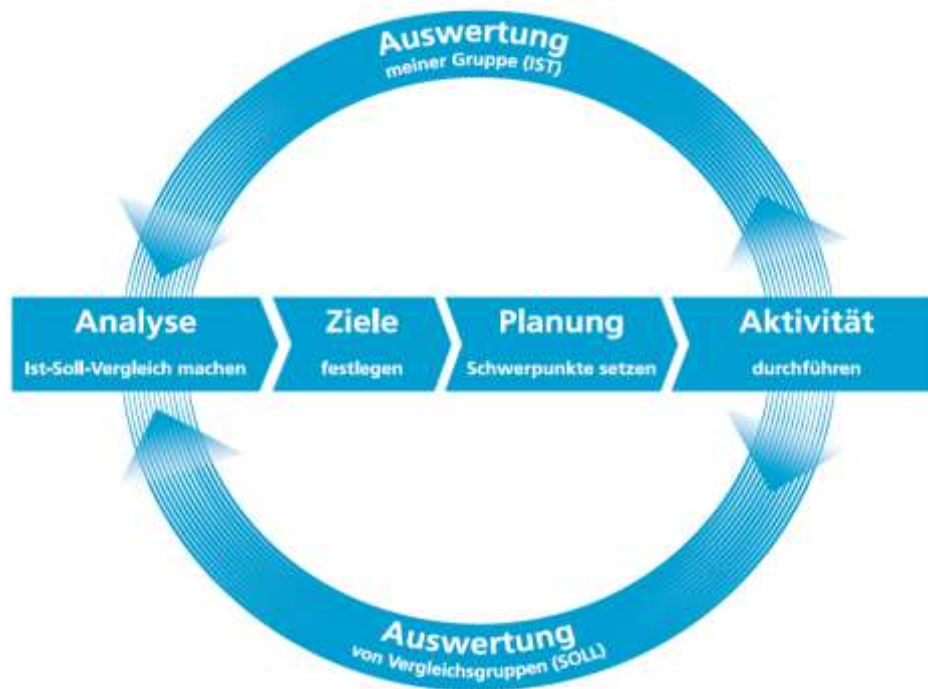 Auswertung
meiner Gruppe (IST)
Analyse
Ist-Soll-Vergleich machen
Ziele
festlegen
Planung
Schwerpunkte setzen
Aktivität
durchführen
Auswertung
von Vergleichsgruppen (SOLL)